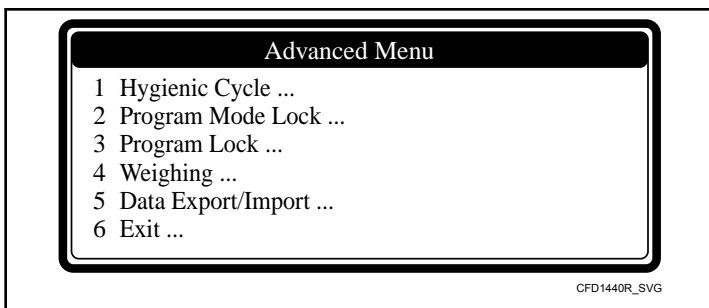 Advanced Menu
1 Hygienic Cycle ...
2 Program Mode Lock ...
3 Program Lock ...
4 Weighing ...
5 Data Export/Import ...
6 Exit ...
CFD1440R_SVG